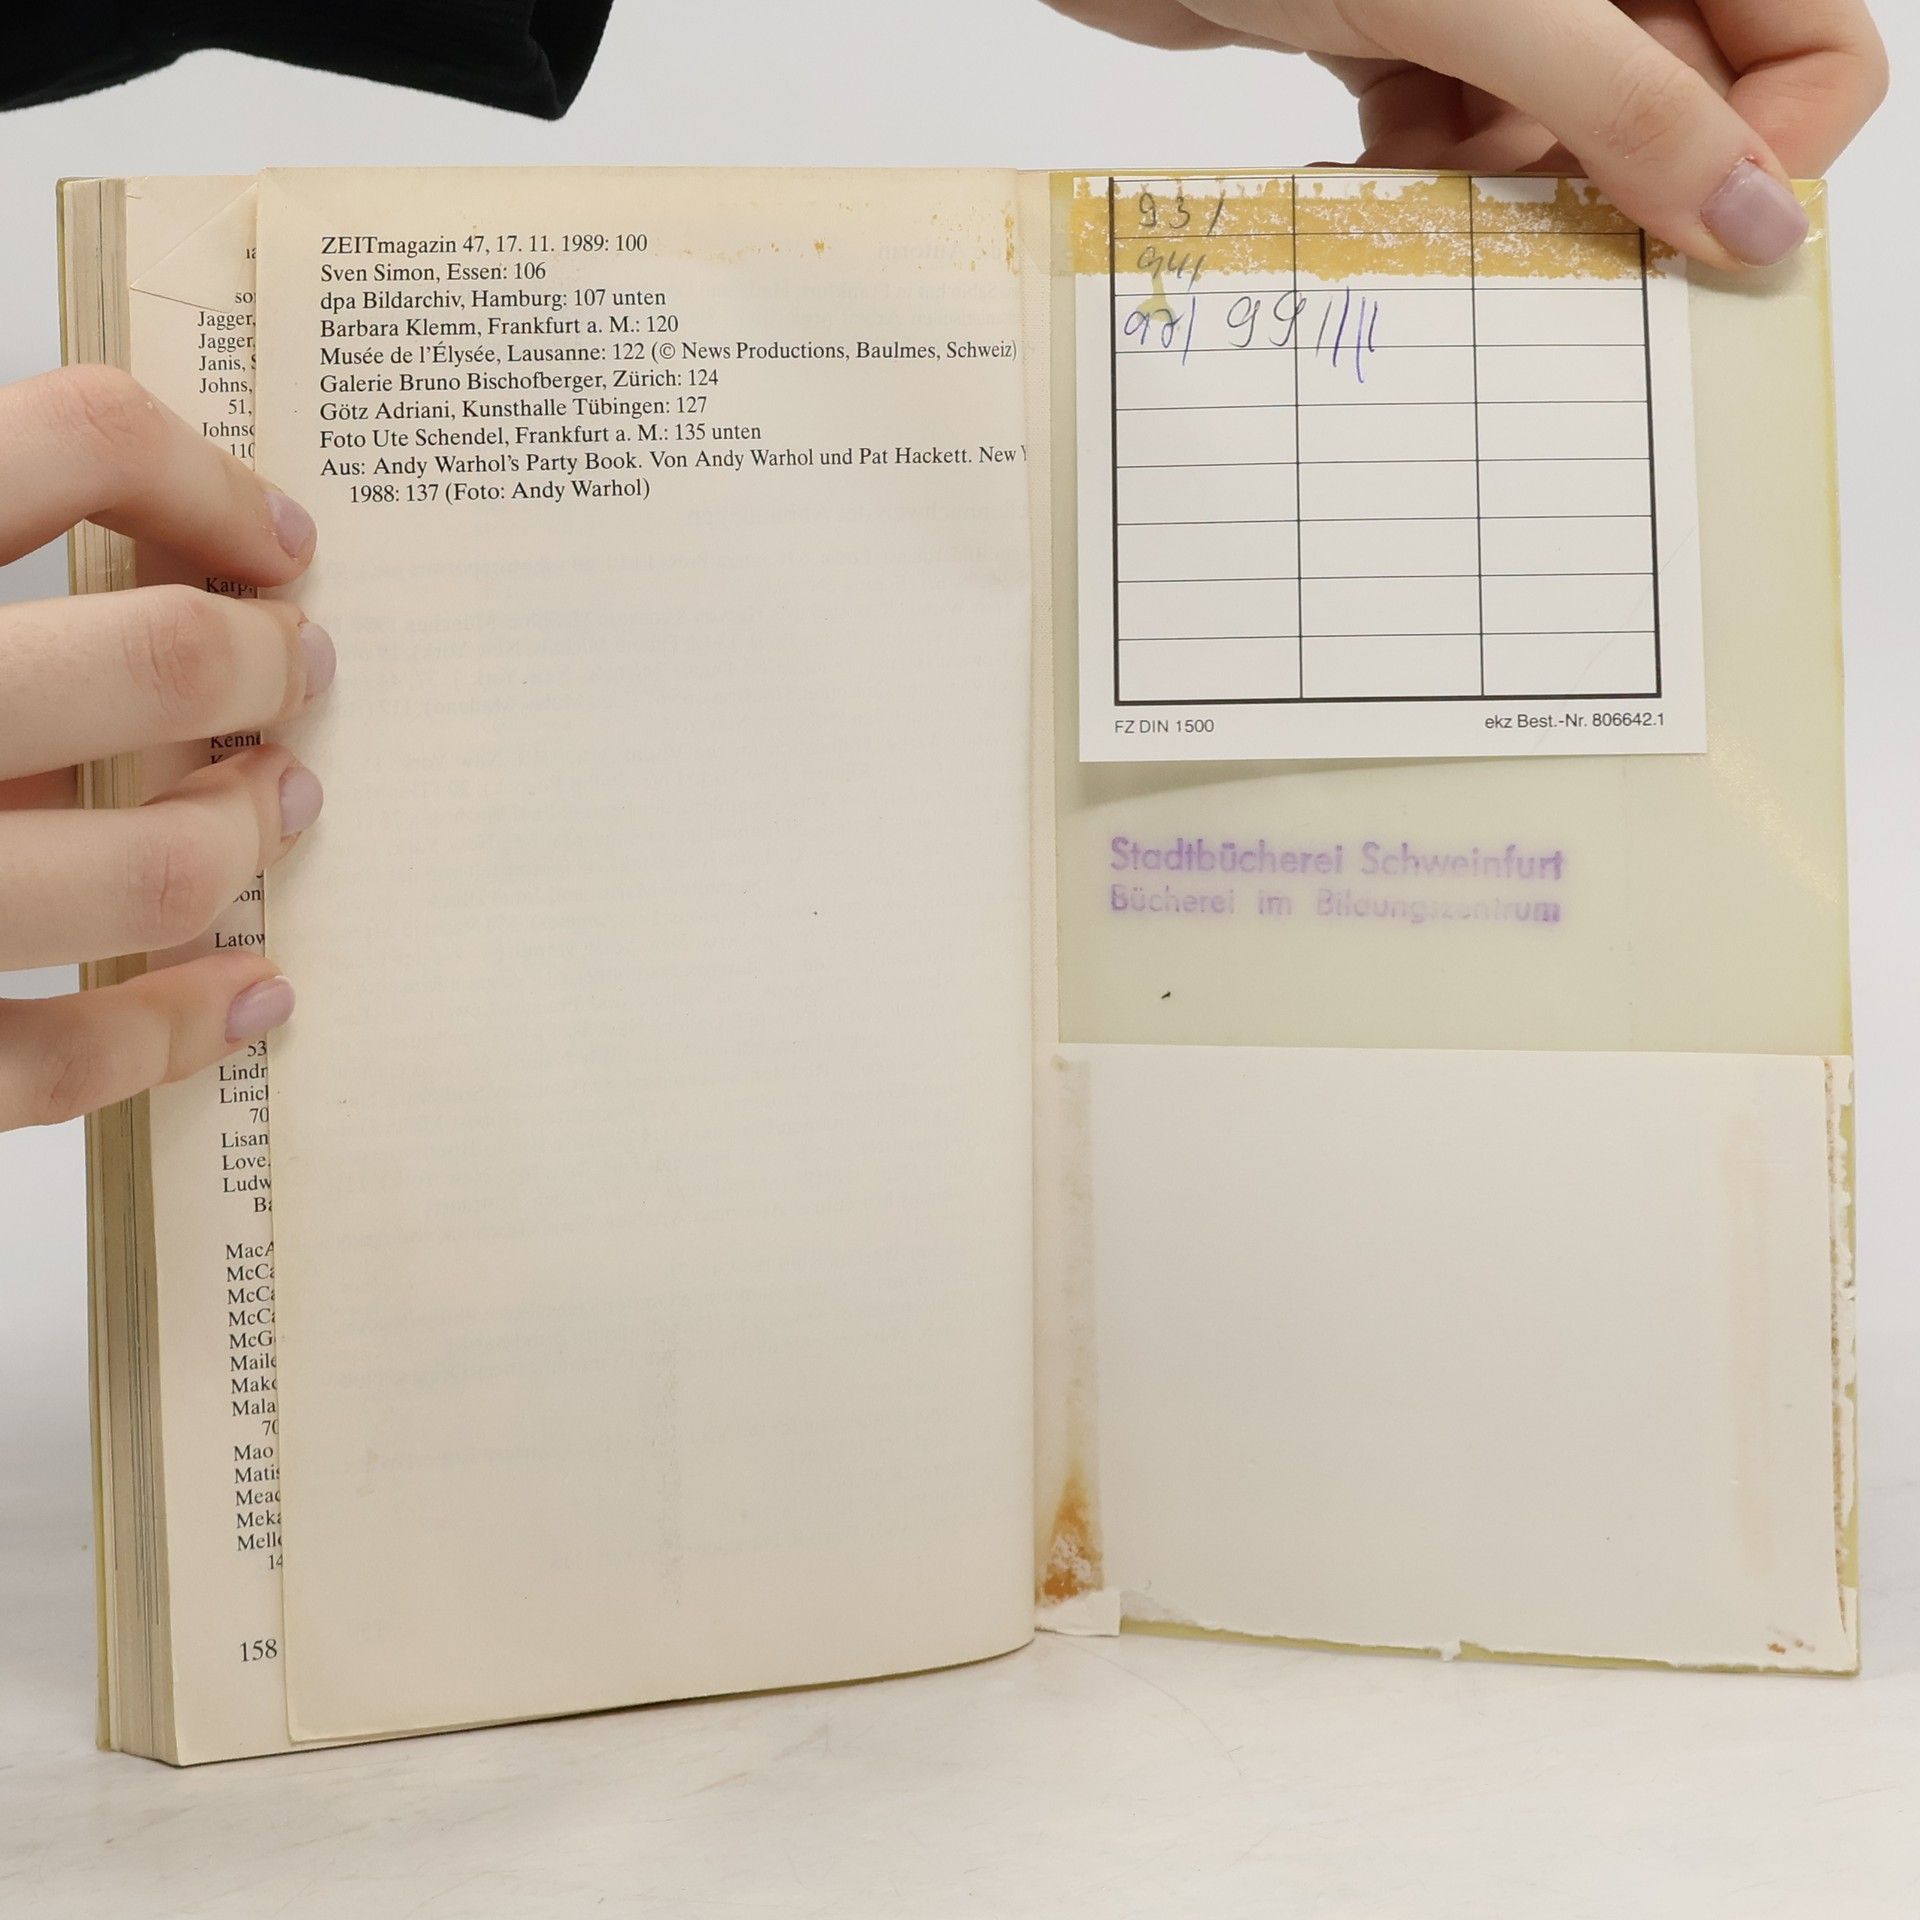 Jagger,
Jagger,
Janis,
Johns,
51,
110
Karp,
Latow
53
Lindr
Linicl
70
Lisan
Love
Ludw
Ba
MacA
McCa
McCa
McCa
McG
Maile
Mako
Mala
70
Mao
Matis
Mead
Meka
Melle
14
158
ZEITmagazin 47, 17. 11. 1989: 100
Sven Simon, Essen: 106
dpa Bildarchiv, Hamburg: 107 unten
Barbara Klemm, Frankfurt a. M.: 120
Musée de l'Élysée, Lausanne: 122 (© News Productions, Baulmes, Schweiz)
Galerie Bruno Bischofberger, Zürich: 124
Götz Adriani, Kunsthalle Tübingen: 127
Foto Ute Schendel, Frankfurt a. M.: 135 unten
Aus: Andy Warhol's Party Book. Von Andy Warhol und Pat Hackett. New Y
1988: 137 (Foto: Andy Warhol)
93/
94/
99 / / / /
FZ DIN 1500
ekz Best.-Nr. 806642.1
Stadtbücherei Schweinfurt
Bücherei im Bildungszentrum